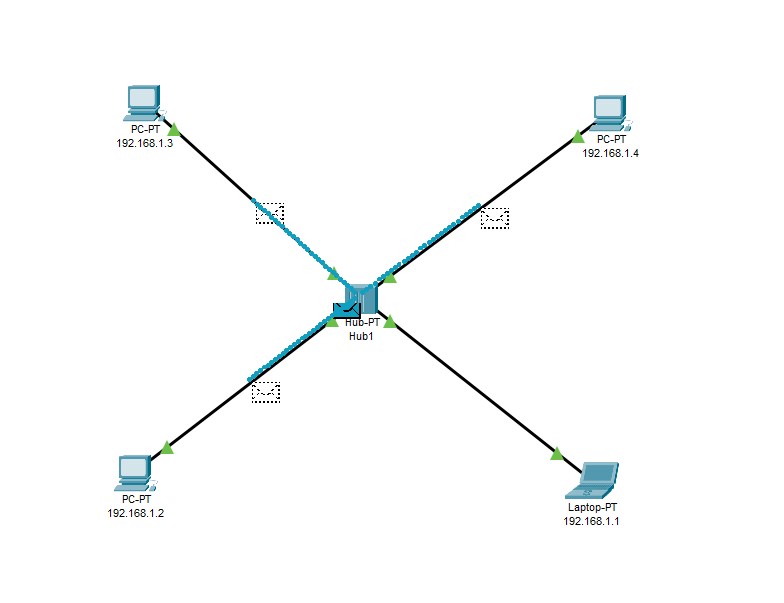 PC-PT
192.168.1.3
PC-PT
192.168.1.4
Hub-PT
Hub1
PC-PT
192.168.1.2
Laptop-PT
192.168.1.1